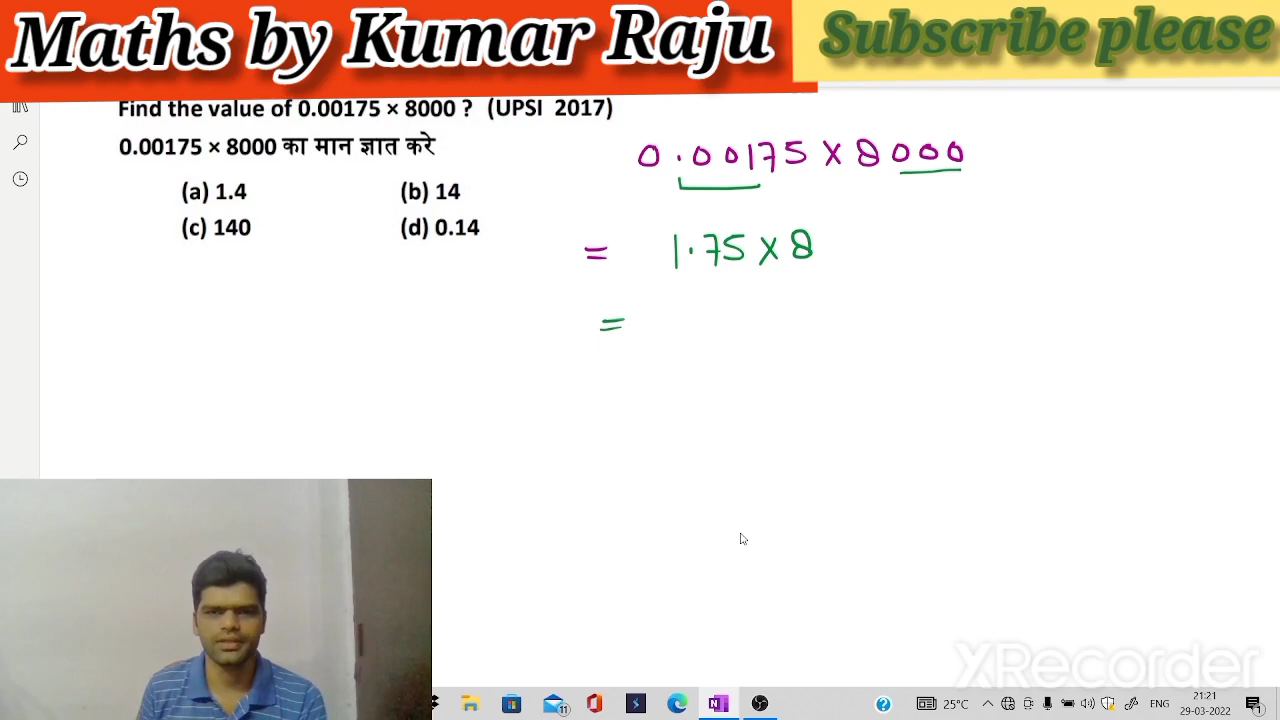 Maths by Kumar Raju
Subscribe please
Find the value of 0.00175 × 8000 ? (UPSI 2017)
0.00175 × 8000 का मान ज्ञात करे
(a) 1.4 (b) 14
(c) 140 (d) 0.14
0.00175 × 8000
= 1.75 × 8
=
XRecorder
11
25°C
ENG
21:21
29-03-2022
1